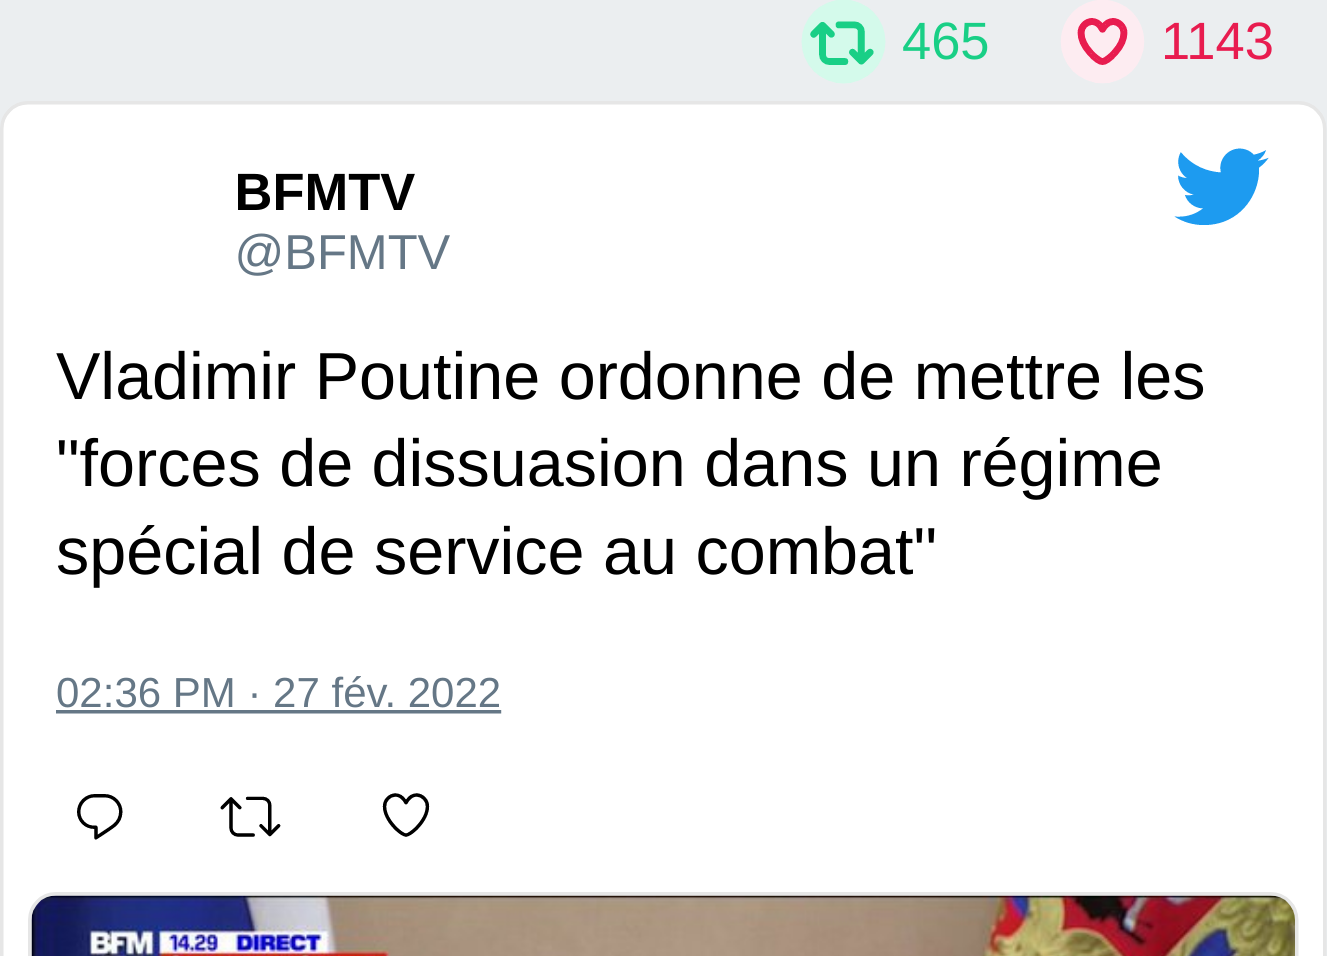 465 1143
BFMTV
@BFMTV
Vladimir Poutine ordonne de mettre les
"forces de dissuasion dans un régime
spécial de service au combat"
02:36 PM · 27 fév. 2022
BFM 14.29 DIRECT